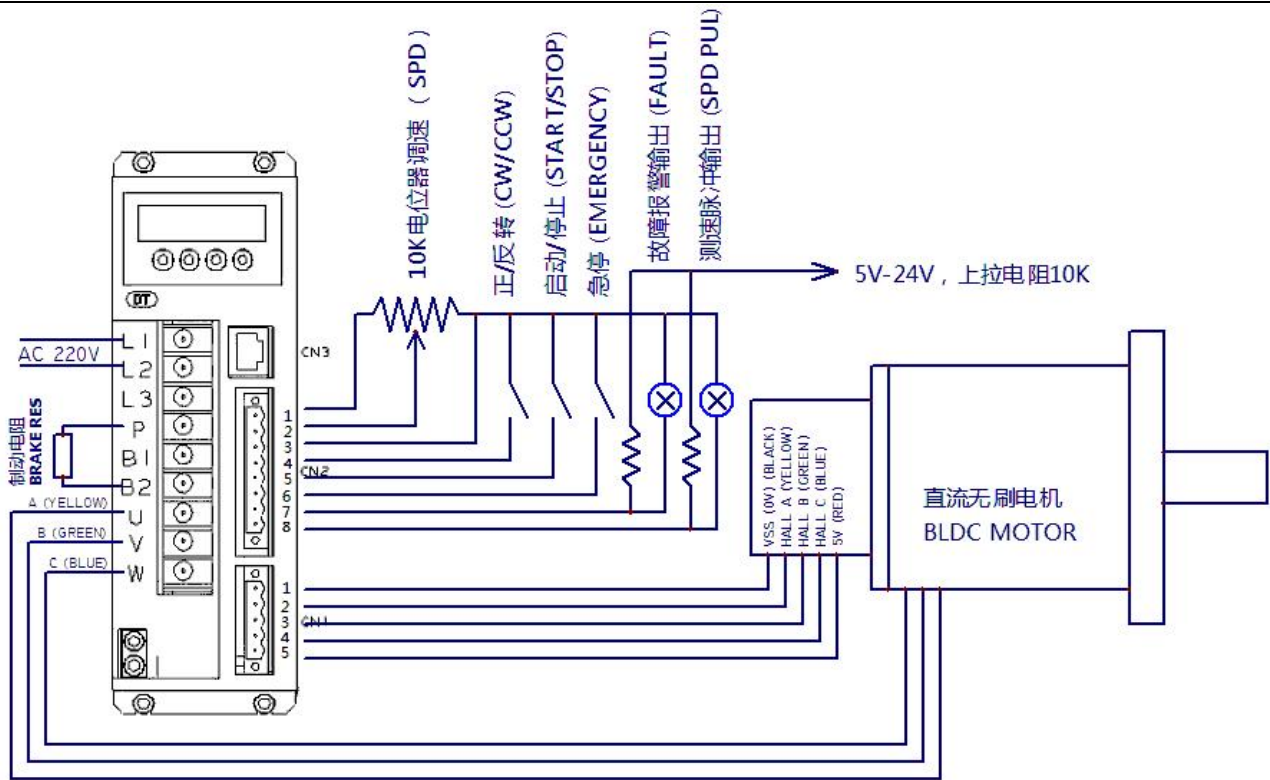 10K电位器调速 ( SPD )
正/反转 (CW/CCW)
启动/停止 (START/STOP)
急停 (EMERGENCY)
故障报警输出 (FAULT)
测速脉冲输出 (SPD PUL)
5V-24V，上拉电阻10K
DT
AC 220V
L1
L2
L3
P
B1
B2
U
V
W
制动电阻
BRAKE RES
A (YELLOW)
B (GREEN)
C (BLUE)
CN3
1
2
3
4
5
6
7
8
CN2
1
2
3
4
5
CN1
VSS (0V) (BLACK)
HALL A (YELLOW)
HALL B (GREEN)
HALL C (BLUE)
5V (RED)
直流无刷电机
BLDC MOTOR